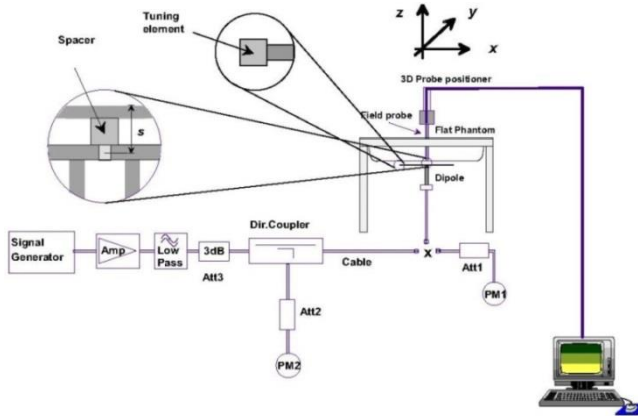 Tuning
element
Spacer
s
z
y
x
3D Probe positioner
Field probe
Flat Phantom
Dipole
Signal
Generator
Amp
Low
Pass
3dB
Att3
Dir.Coupler
Cable
x
Att1
PM1
Att2
PM2